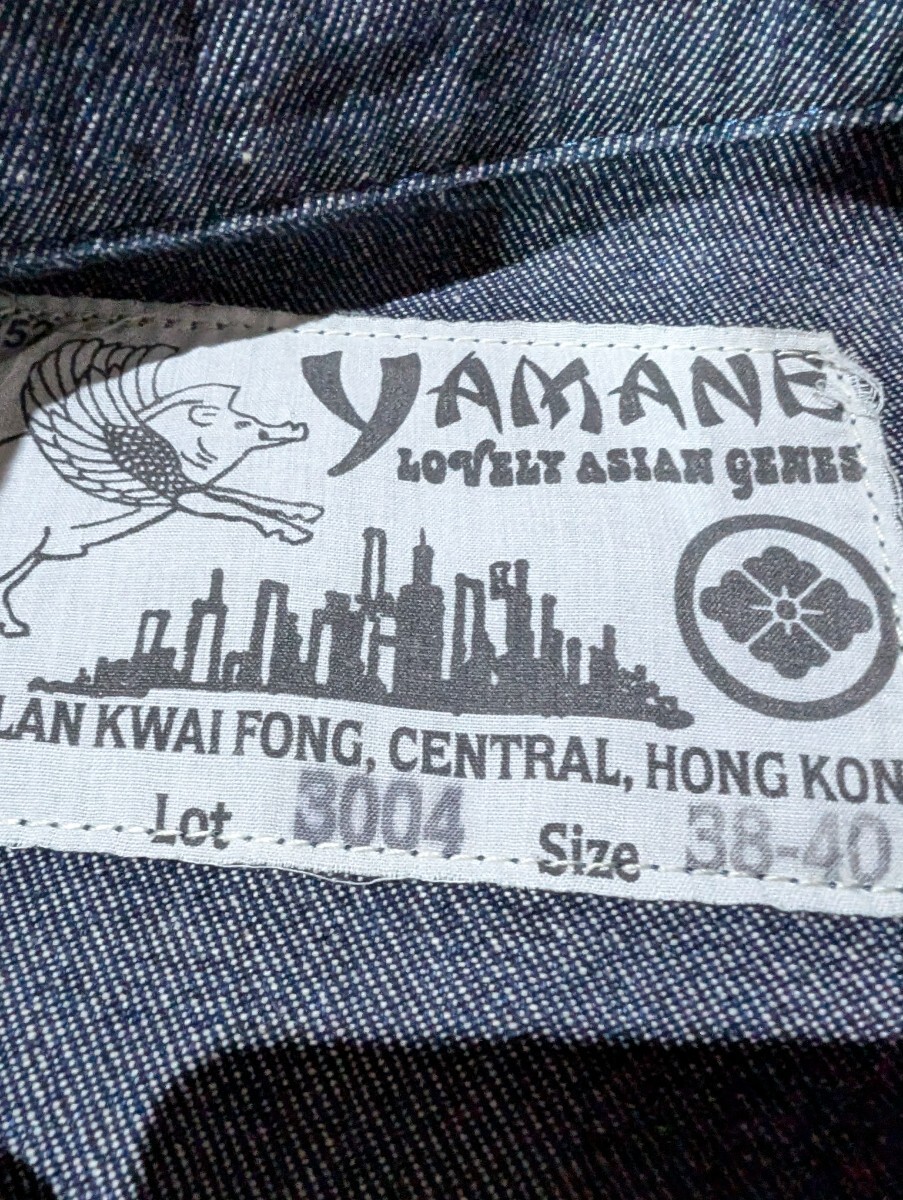 YAMANE
LOVELY ASIAN GENES
LAN KWAI FONG, CENTRAL, HONG KON
Lot 3004 Size 38-40